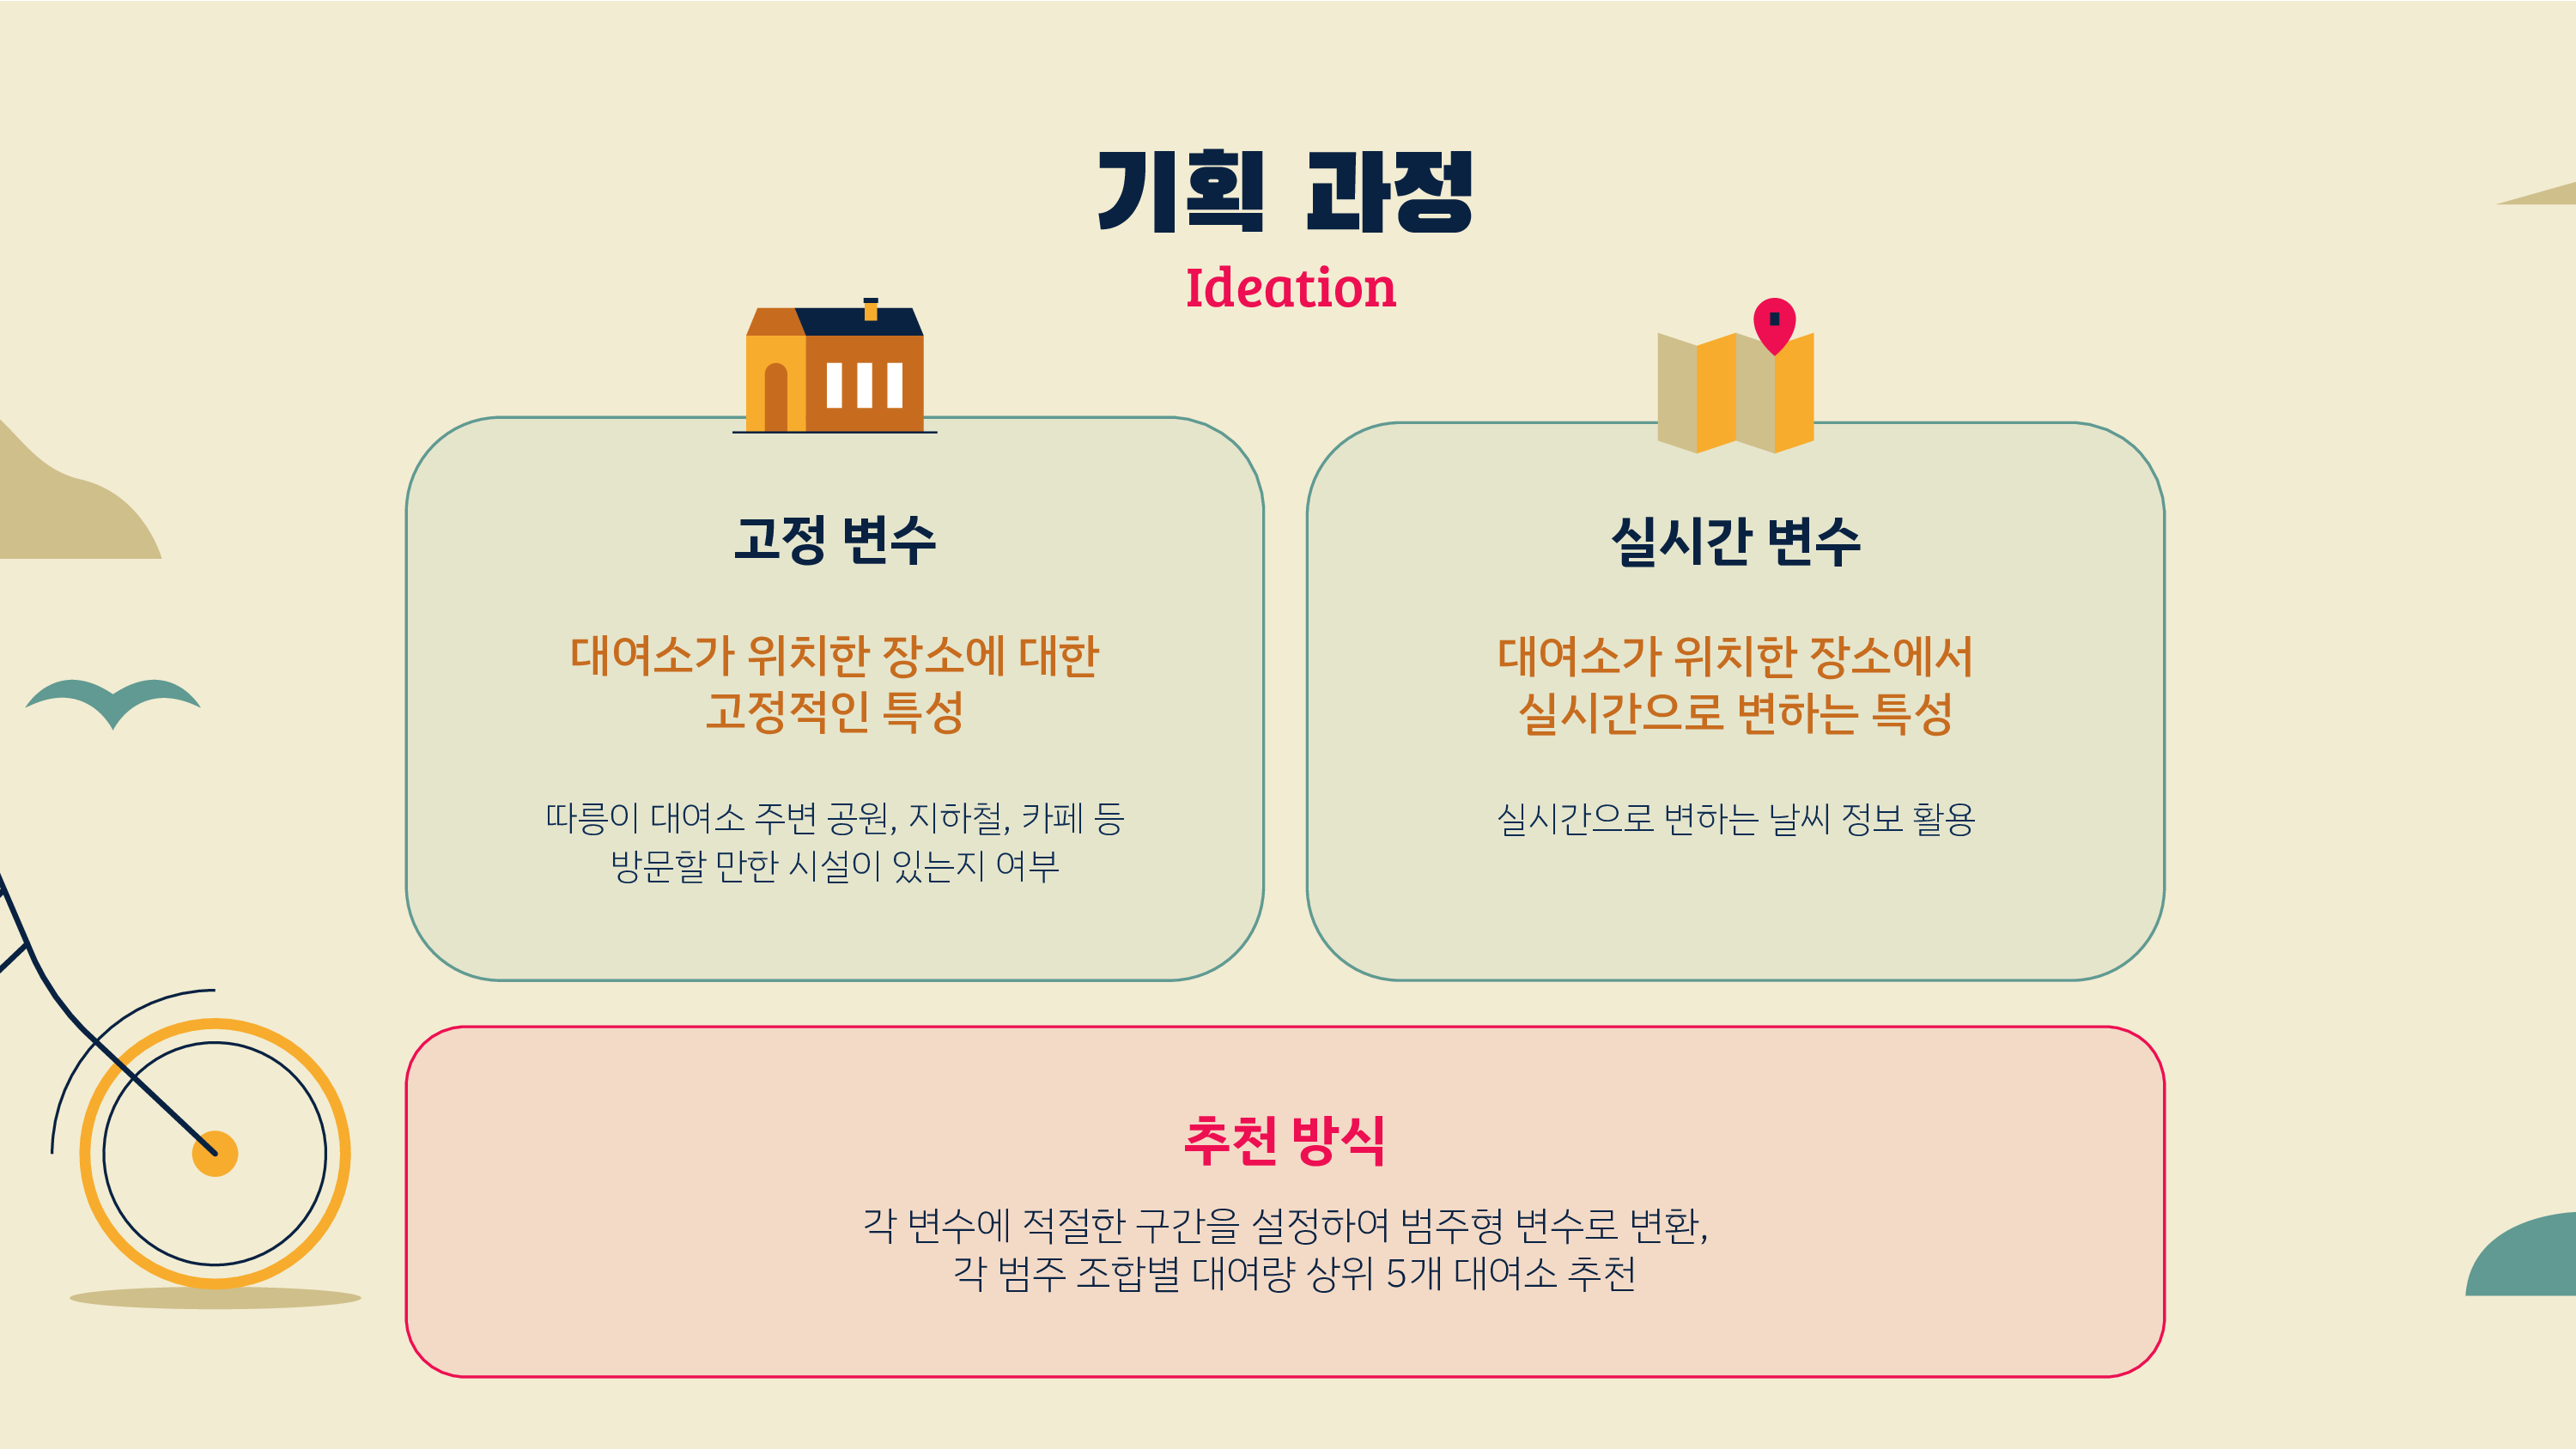 기획 과정
Ideation
고정 변수
대여소가 위치한 장소에 대한
고정적인 특성
따릉이 대여소 주변 공원, 지하철, 카페 등
방문할 만한 시설이 있는지 여부
실시간 변수
대여소가 위치한 장소에서
실시간으로 변하는 특성
실시간으로 변하는 날씨 정보 활용
추천 방식
각 변수에 적절한 구간을 설정하여 범주형 변수로 변환,
각 범주 조합별 대여량 상위 5개 대여소 추천